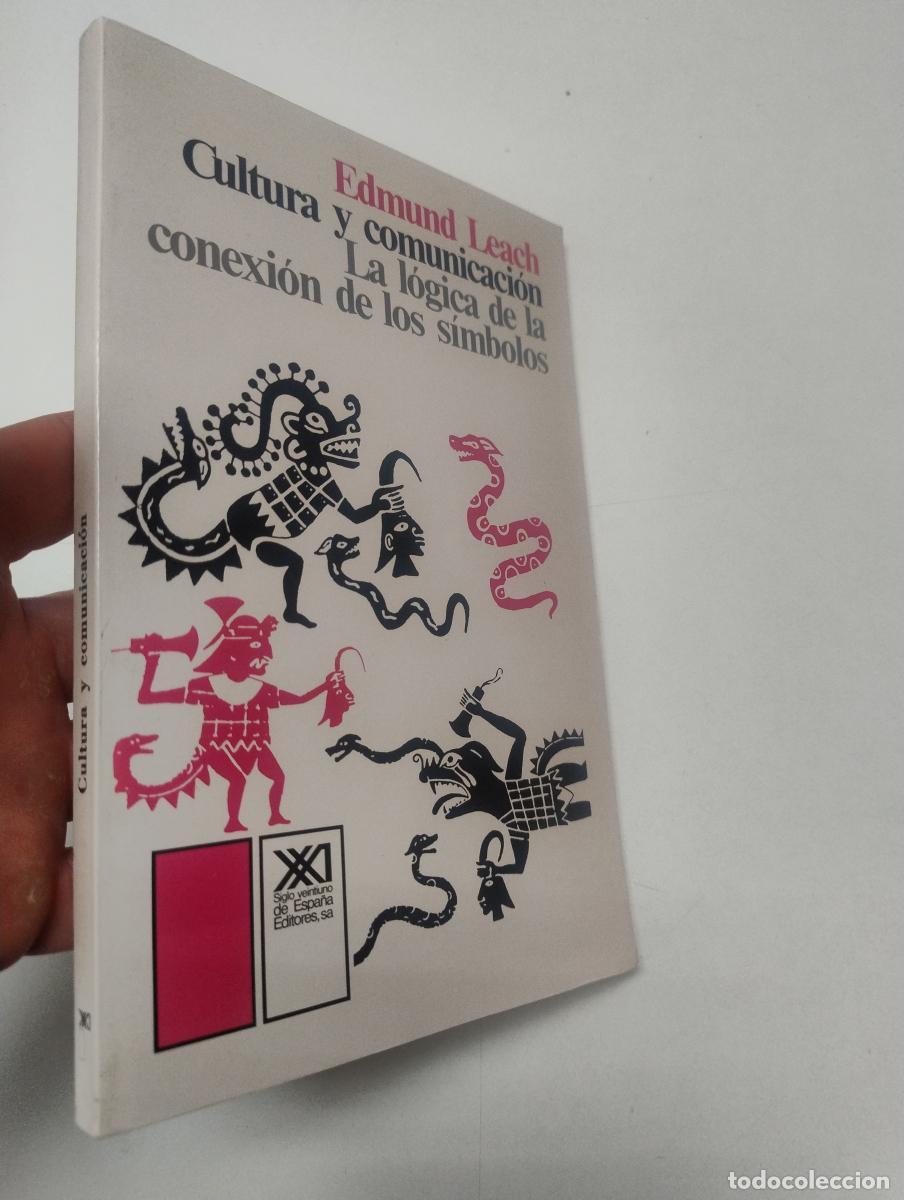 Edmund Leach
Cultura y comunicación
La lógica de la
conexión de los símbolos
Cultura y comunicación
XXI
Siglo veintiuno
de España
Editores, sa
todocoleccion